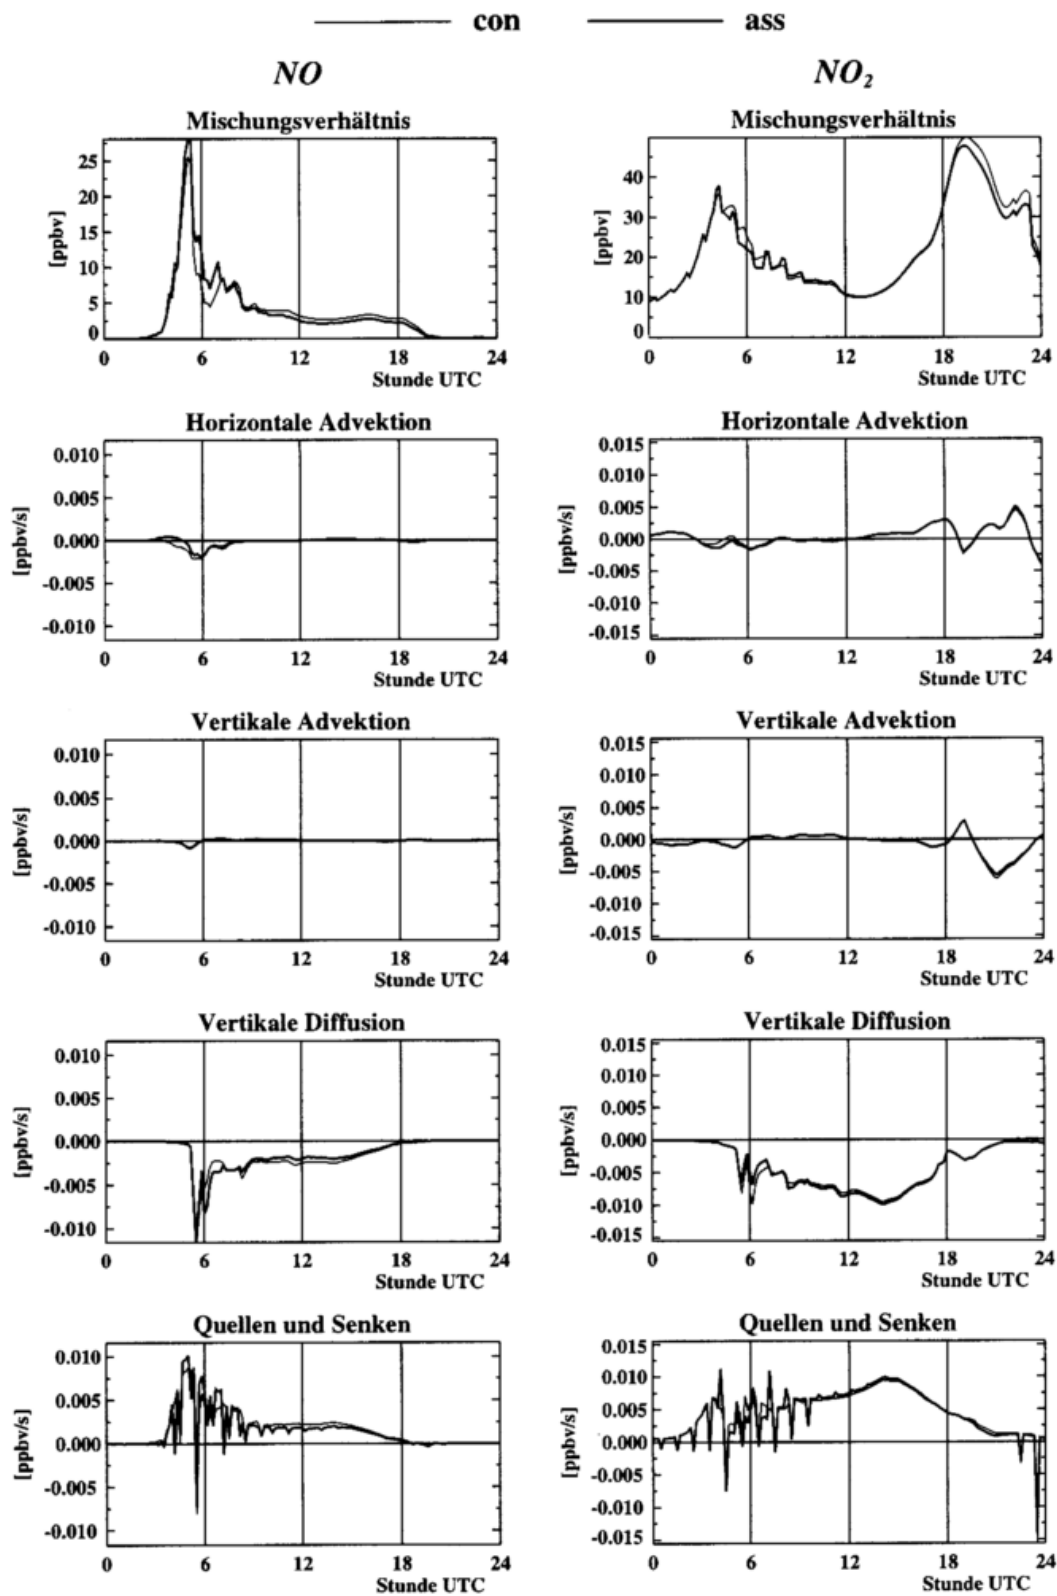 con ass
NO NO₂
Mischungsverhältnis Mischungsverhältnis
[ppbv] 25 20 15 10 5 0
0 6 12 18 24
Stunde UTC
[ppbv] 40 30 20 10 0
0 6 12 18 24
Stunde UTC
Horizontale Advektion Horizontale Advektion
[ppbv/s] 0.010 0.005 0.000 -0.005 -0.010
0 6 12 18 24
Stunde UTC
[ppbv/s] 0.015 0.010 0.005 0.000 -0.005 -0.010 -0.015
0 6 12 18 24
Stunde UTC
Vertikale Advektion Vertikale Advektion
[ppbv/s] 0.010 0.005 0.000 -0.005 -0.010
0 6 12 18 24
Stunde UTC
[ppbv/s] 0.015 0.010 0.005 0.000 -0.005 -0.010 -0.015
0 6 12 18 24
Stunde UTC
Vertikale Diffusion Vertikale Diffusion
[ppbv/s] 0.010 0.005 0.000 -0.005 -0.010
0 6 12 18 24
Stunde UTC
[ppbv/s] 0.015 0.010 0.005 0.000 -0.005 -0.010 -0.015
0 6 12 18 24
Stunde UTC
Quellen und Senken Quellen und Senken
[ppbv/s] 0.010 0.005 0.000 -0.005 -0.010
0 6 12 18 24
Stunde UTC
[ppbv/s] 0.015 0.010 0.005 0.000 -0.005 -0.010 -0.015
0 6 12 18 24
Stunde UTC